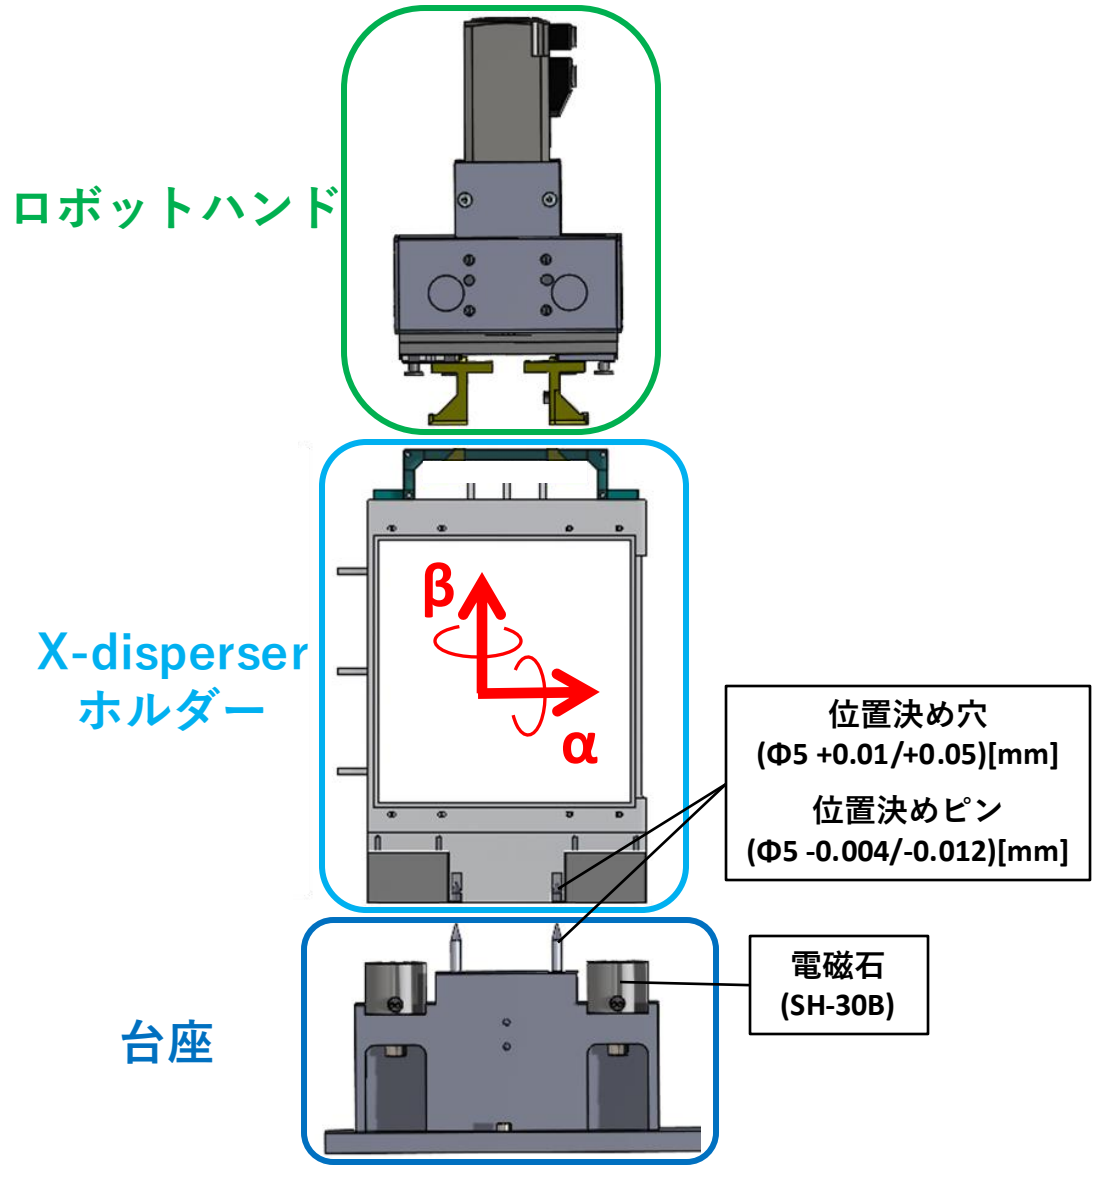 ロボットハンド
X-disperser
ホルダー
β
α
位置決め穴
(Φ5 +0.01/+0.05)[mm]
位置決めピン
(Φ5 -0.004/-0.012)[mm]
電磁石
(SH-30B)
台座